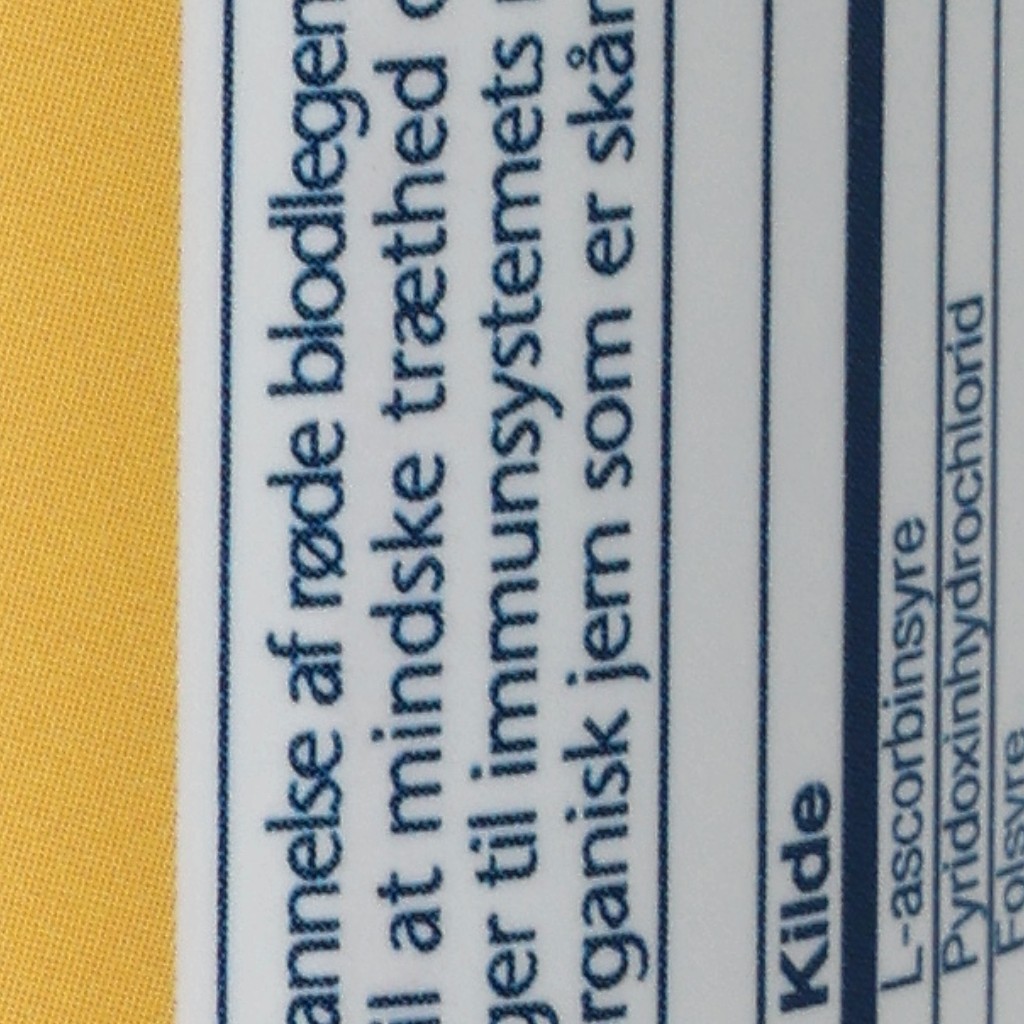 annelse af røde blodlegen
il at mindske træthed o
ger til immunsystemets
rganisk jern som er skån
Kilde
L-ascorbinsyre
Pyridoxinhydrochlorid
Folsyre